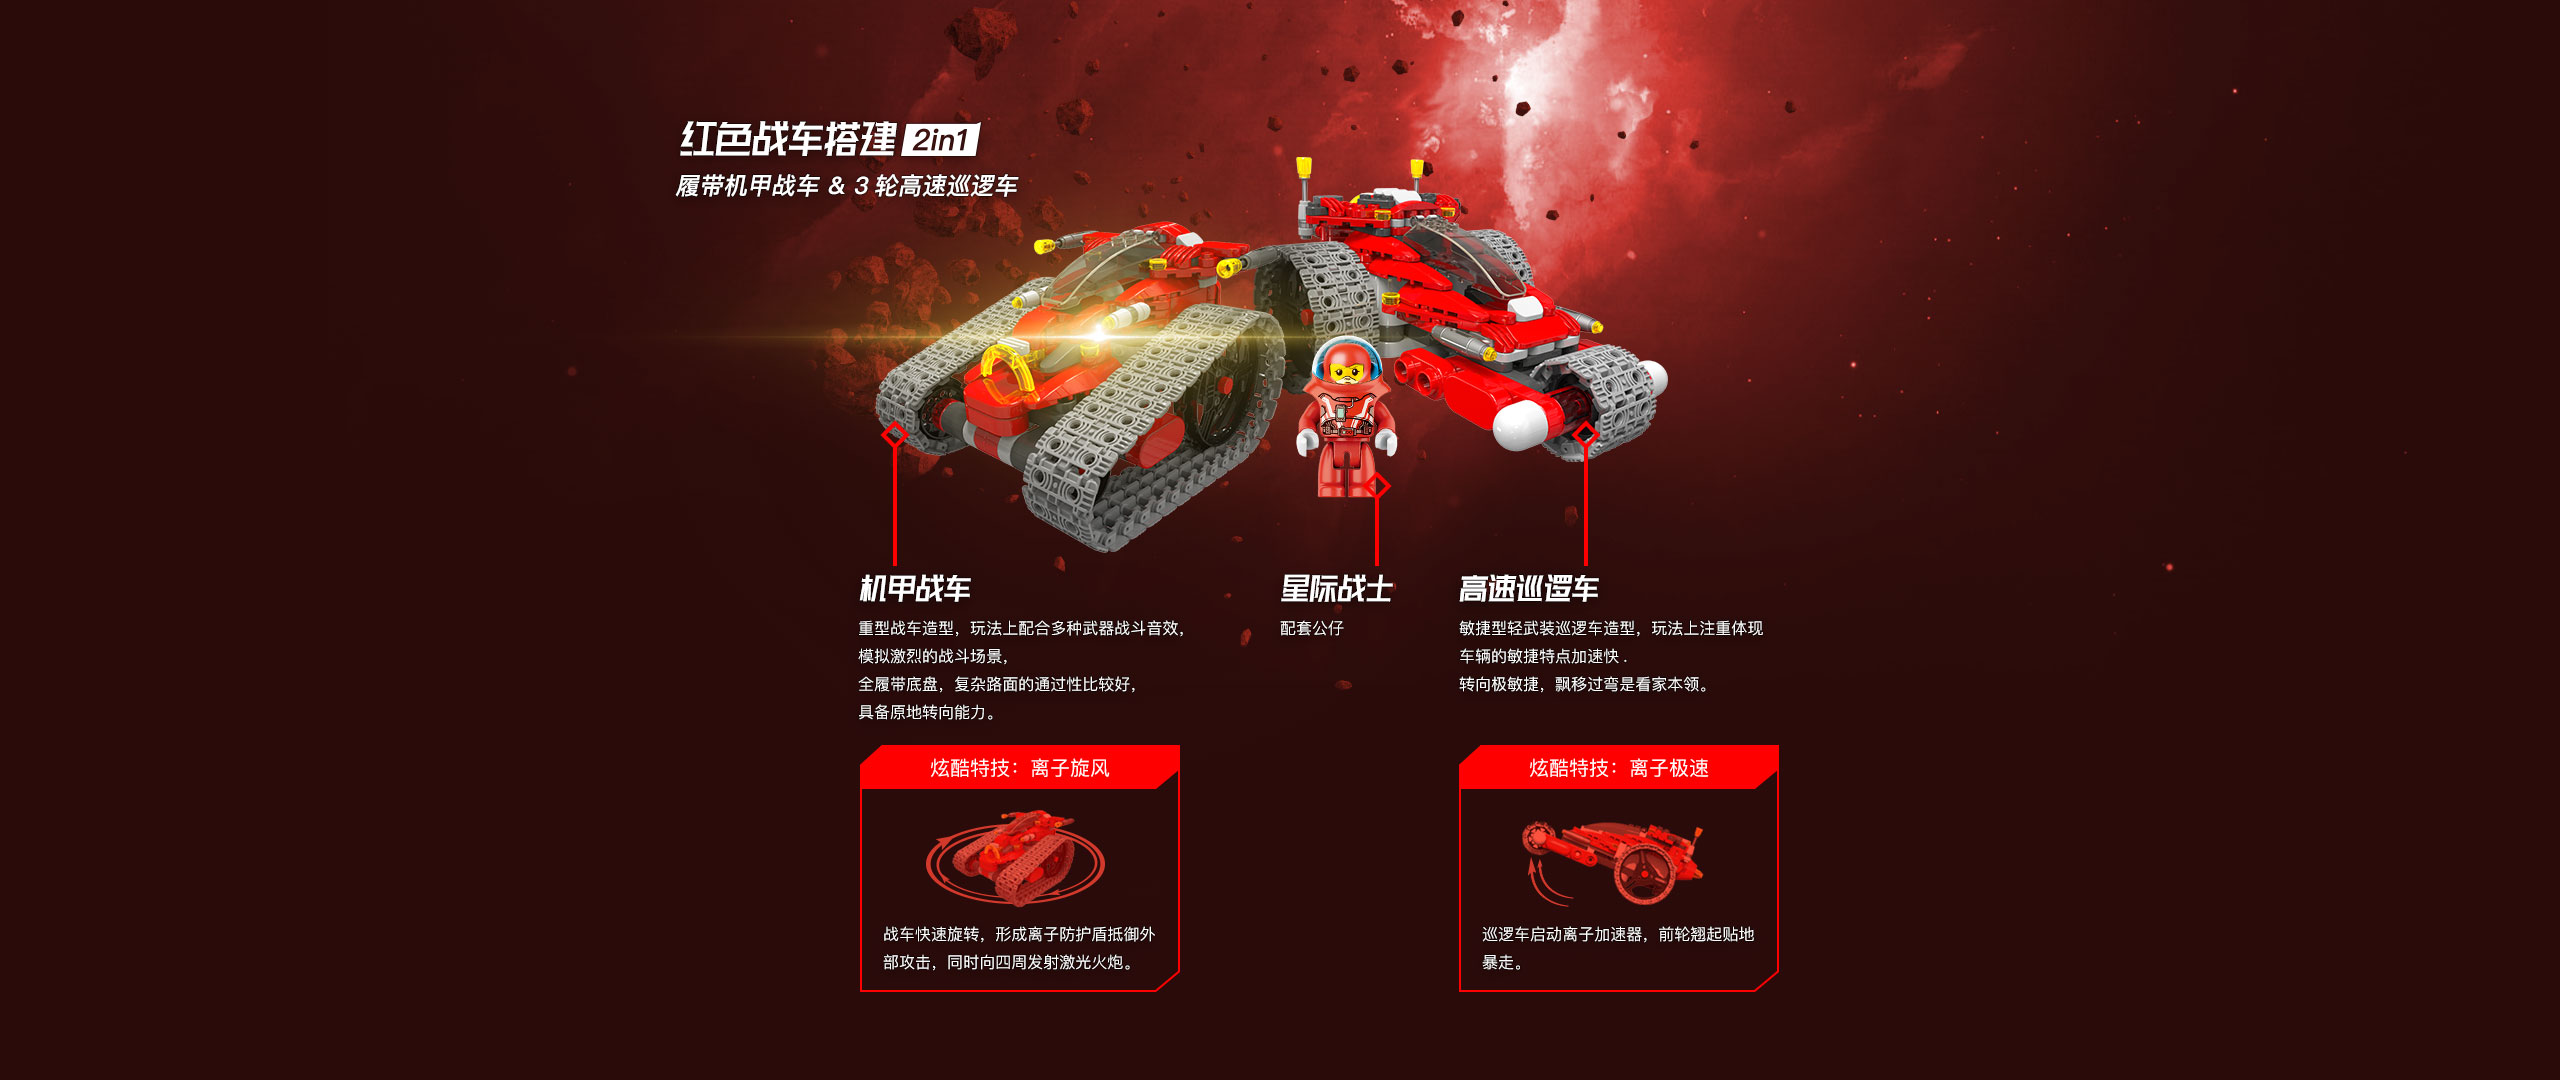 红色战车搭建 2in1
履带机甲战车 & 3 轮高速巡逻车
机甲战车
重型战车造型，玩法上配合多种武器战斗音效，
模拟激烈的战斗场景，
全履带底盘，复杂路面的通过性比较好，
具备原地转向能力。
星际战士
配套公仔
高速巡逻车
敏捷型轻武装巡逻车造型，玩法上注重体现
车辆的敏捷特点加速快 .
转向极敏捷，飘移过弯是看家本领。
炫酷特技：离子旋风
战车快速旋转，形成离子防护盾抵御外
部攻击，同时向四周发射激光火炮。
炫酷特技：离子极速
巡逻车启动离子加速器，前轮翘起贴地
暴走。